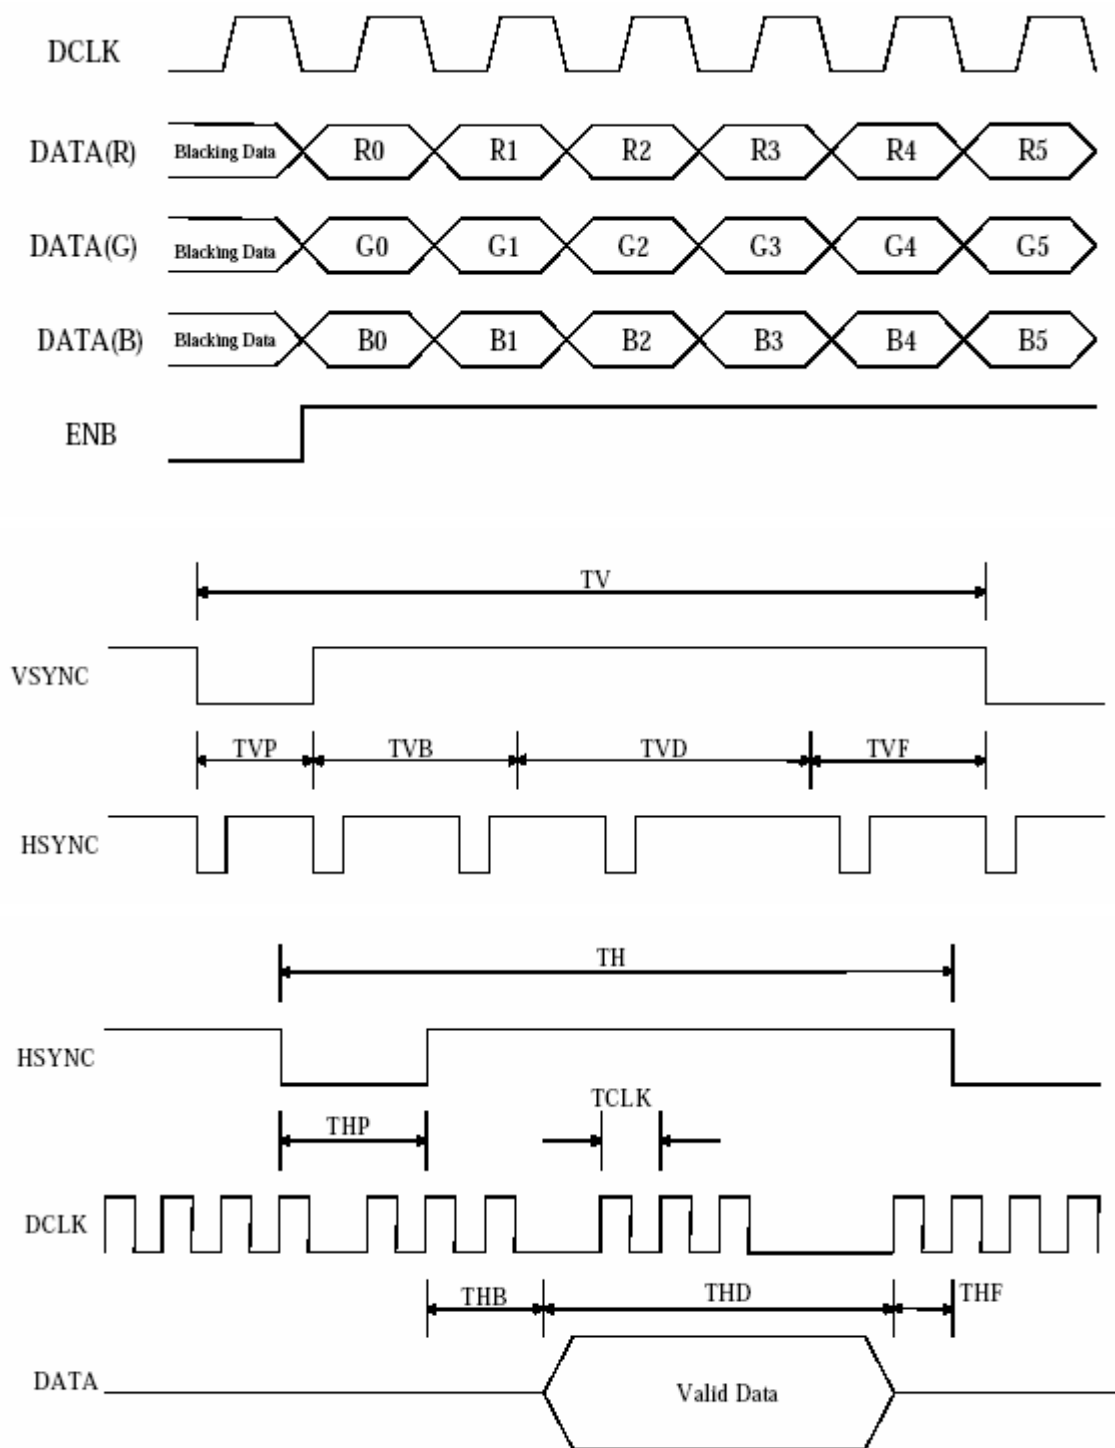 DCLK
DATA(R) Blacking Data R0 R1 R2 R3 R4 R5
DATA(G) Blacking Data G0 G1 G2 G3 G4 G5
DATA(B) Blacking Data B0 B1 B2 B3 B4 B5
ENB
TV
VSYNC
TVP TVB TVD TVF
HSYNC
TH
HSYNC
TCLK
THP
DCLK
THB THD THF
DATA Valid Data